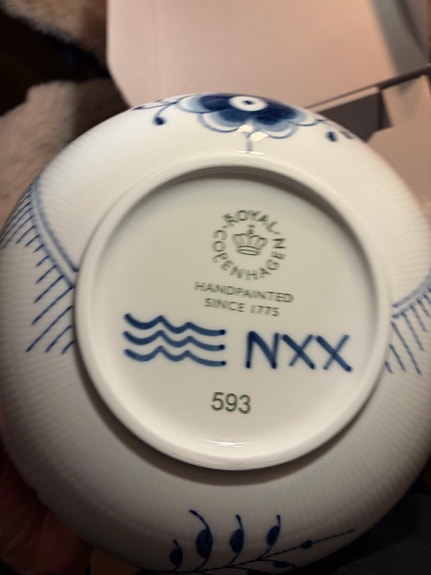 ROYAL COPENHAGEN
HANDPAINTED
SINCE 1775
NXX
593